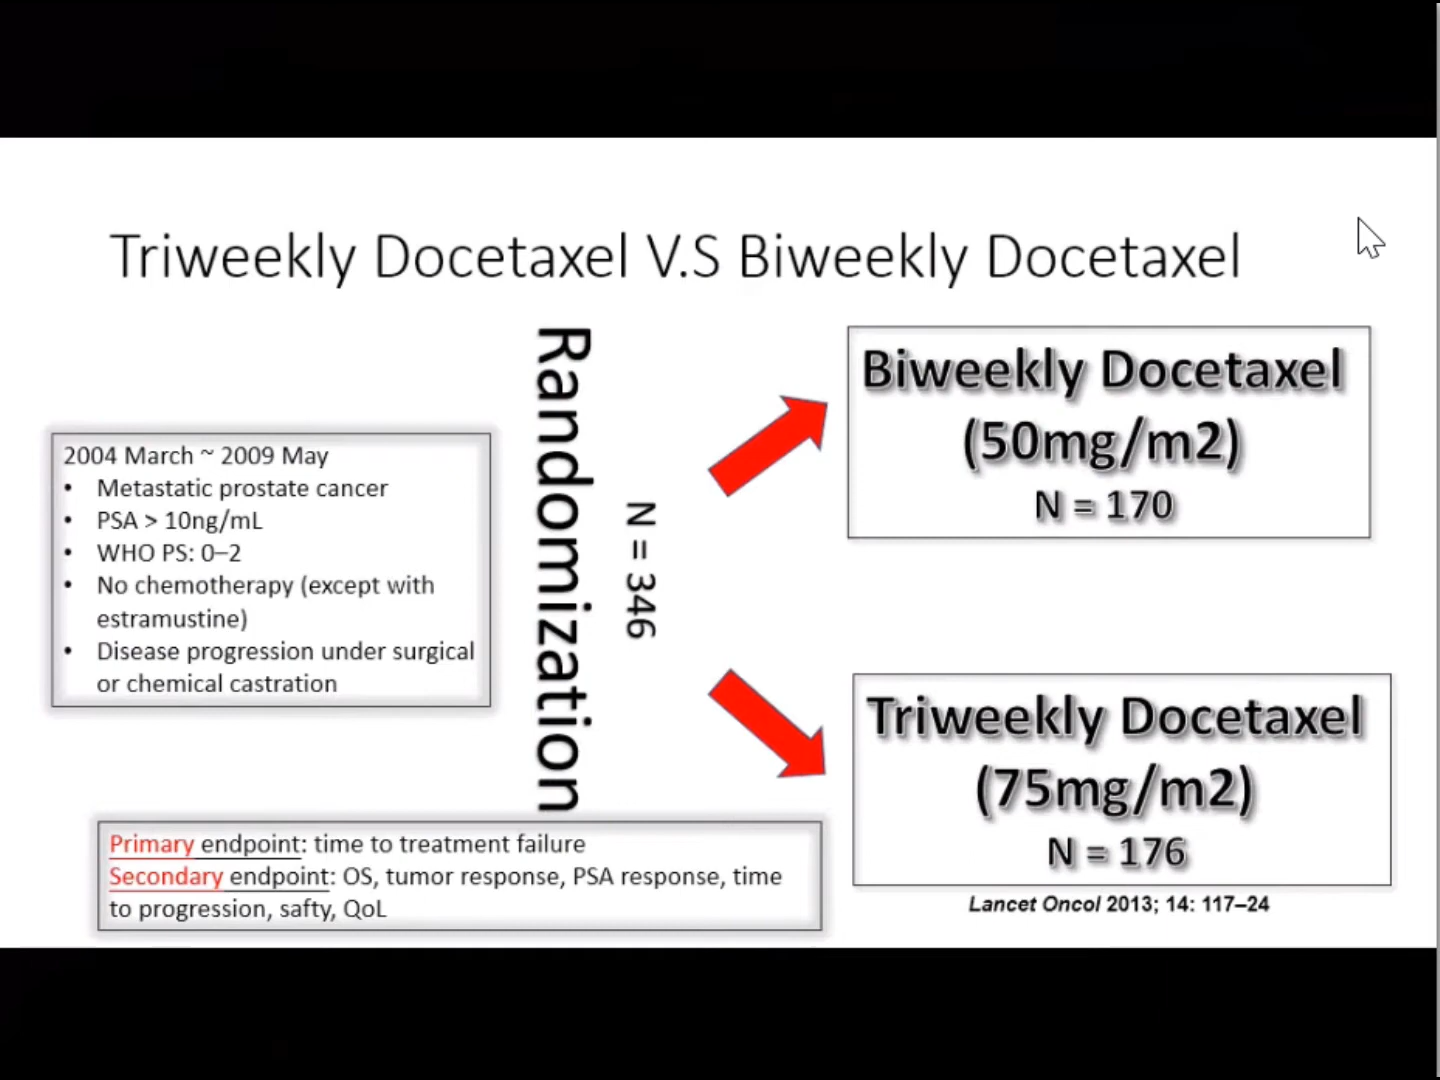 Triweekly Docetaxel V.S Biweekly Docetaxel
2004 March ~ 2009 May
• Metastatic prostate cancer
• PSA > 10ng/mL
• WHO PS: 0–2
• No chemotherapy (except with
estramustine)
• Disease progression under surgical
or chemical castration
Randomization
N = 346
Biweekly Docetaxel
(50mg/m2)
N = 170
Triweekly Docetaxel
(75mg/m2)
N = 176
Primary endpoint: time to treatment failure
Secondary endpoint: OS, tumor response, PSA response, time
to progression, safty, QoL
Lancet Oncol 2013; 14: 117–24